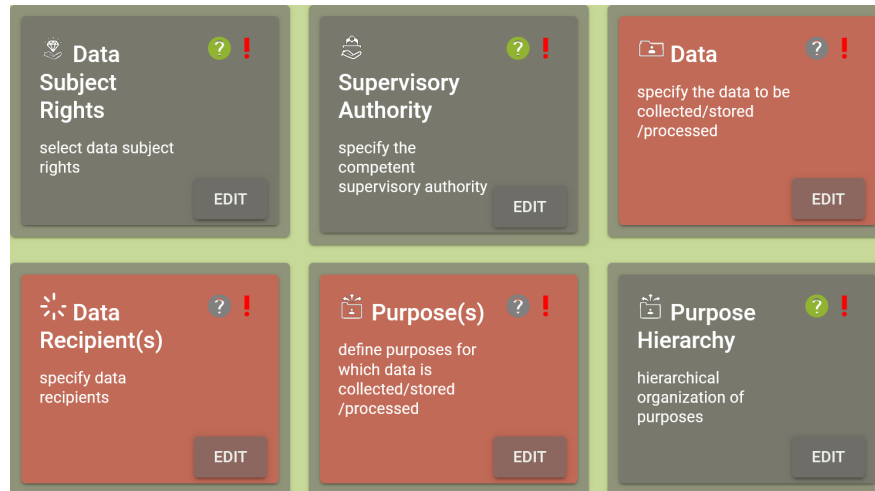 Data
Subject
Rights
? !
select data subject
rights
EDIT
Supervisory
Authority
? !
specify the
competent
supervisory authority
EDIT
Data
? !
specify the data to be
collected/stored
/processed
EDIT
Data
Recipient(s)
? !
specify data
recipients
EDIT
Purpose(s)
? !
define purposes for
which data is
collected/stored
/processed
EDIT
Purpose
Hierarchy
? !
hierarchical
organization of
purposes
EDIT